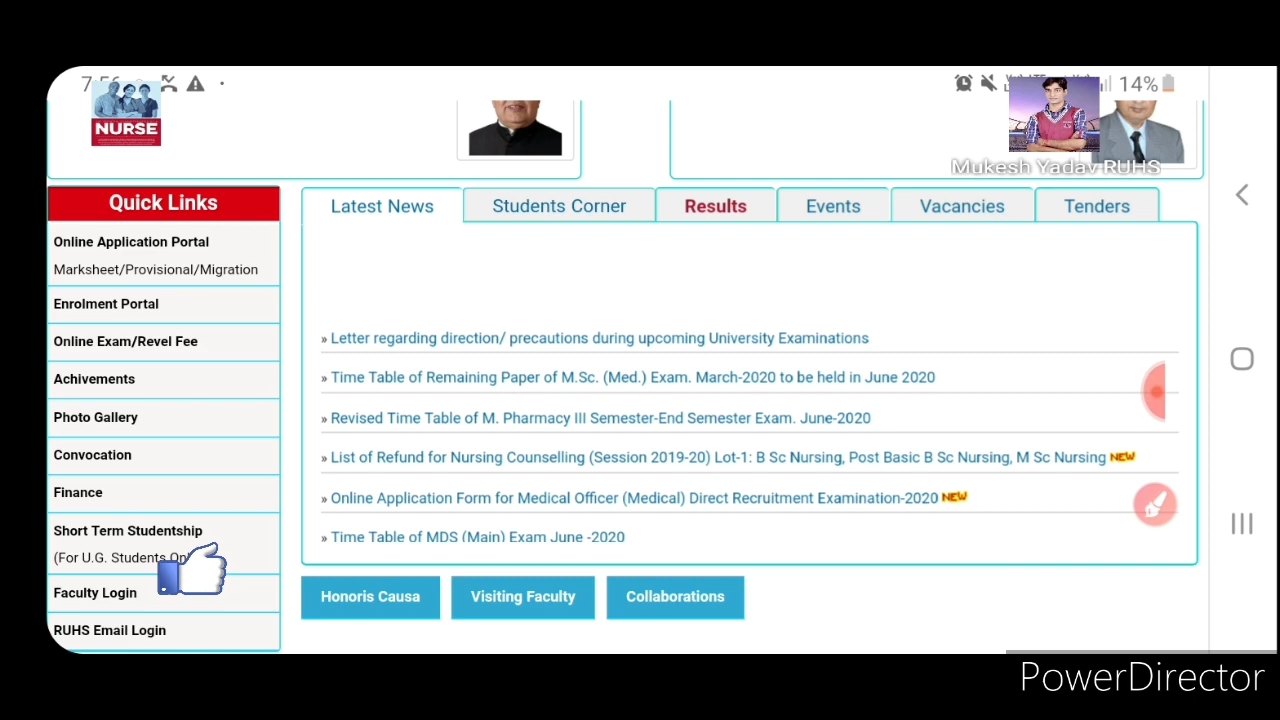 7:56
14%
NURSE
Mukesh Yadav RUHS
Quick Links
Online Application Portal
Marksheet/Provisional/Migration
Enrolment Portal
Online Exam/Revel Fee
Achivements
Photo Gallery
Convocation
Finance
Short Term Studentship
(For U.G. Students On
Faculty Login
RUHS Email Login
Latest News
Students Corner
Results
Events
Vacancies
Tenders
» Letter regarding direction/ precautions during upcoming University Examinations
» Time Table of Remaining Paper of M.Sc. (Med.) Exam. March-2020 to be held in June 2020
» Revised Time Table of M. Pharmacy III Semester-End Semester Exam. June-2020
» List of Refund for Nursing Counselling (Session 2019-20) Lot-1: B Sc Nursing, Post Basic B Sc Nursing, M Sc Nursing NEW
» Online Application Form for Medical Officer (Medical) Direct Recruitment Examination-2020 NEW
» Time Table of MDS (Main) Exam June -2020
Honoris Causa
Visiting Faculty
Collaborations
PowerDirector